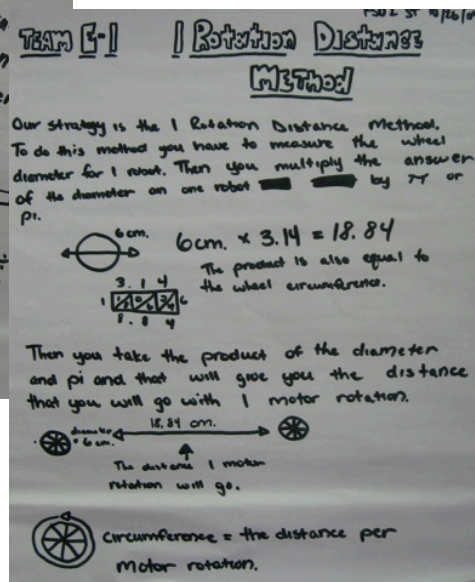 TEAM E-1 1 Rotation Distance
Method
Our strategy is the 1 Rotation Distance Method.
To do this method you have to measure the wheel
diameter for 1 robot. Then you multiply the answer
of the diameter on one robot by π or
pi.
6 cm.
6cm. × 3.14 = 18.84
The product is also equal to
the wheel circumference.
3. 1 4
1 6
8. 8 4
Then you take the product of the diameter
and pi and that will give you the distance
that you will go with 1 motor rotation.
diameter
= 6 cm.
18.84 cm.
The distance 1 motor
rotation will go.
circumference = the distance per
motor rotation.